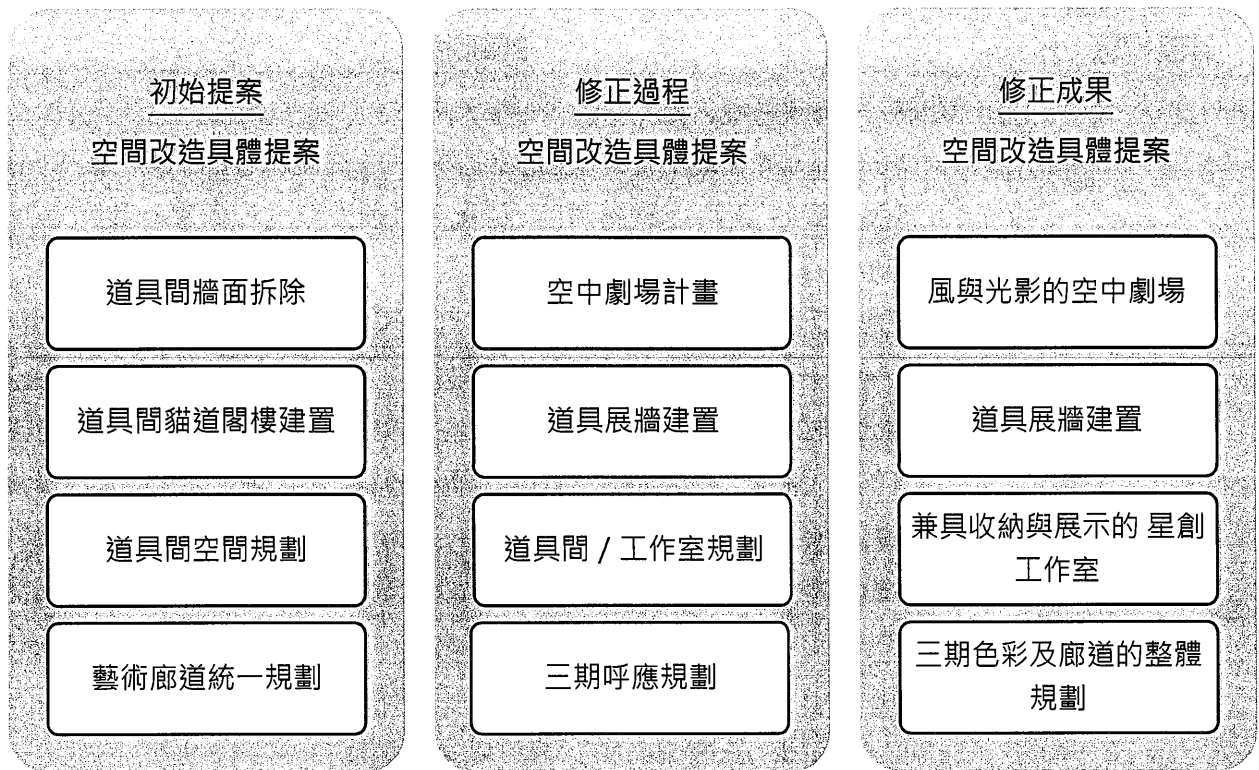 初始提案
空間改造具體提案
道具間牆面拆除
道具間貓道閣樓建置
道具間空間規劃
藝術廊道統一規劃
修正過程
空間改造具體提案
空中劇場計畫
道具展牆建置
道具間 / 工作室規劃
三期呼應規劃
修正成果
空間改造具體提案
風與光影的空中劇場
道具展牆建置
兼具收納與展示的 星創
工作室
三期色彩及廊道的整體
規劃